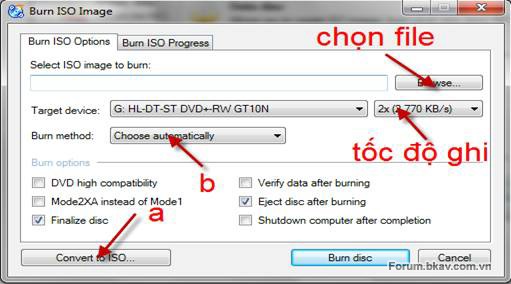 Burn ISO Image
Burn ISO Options Burn ISO Progress
chọn file
Select ISO image to burn:
Browse...
Target device: G: HL-DT-ST DVD+-RW GT10N 2x (2,770 KB/s)
Burn method: Choose automatically
tốc độ ghi
b
Burn options
DVD high compatibility Verify data after burning
Mode2XA instead of Mode1 Eject disc after burning
a
Finalize disc Shutdown computer after completion
Convert to ISO... Burn disc Cancel
Forum.bkav.com.vn